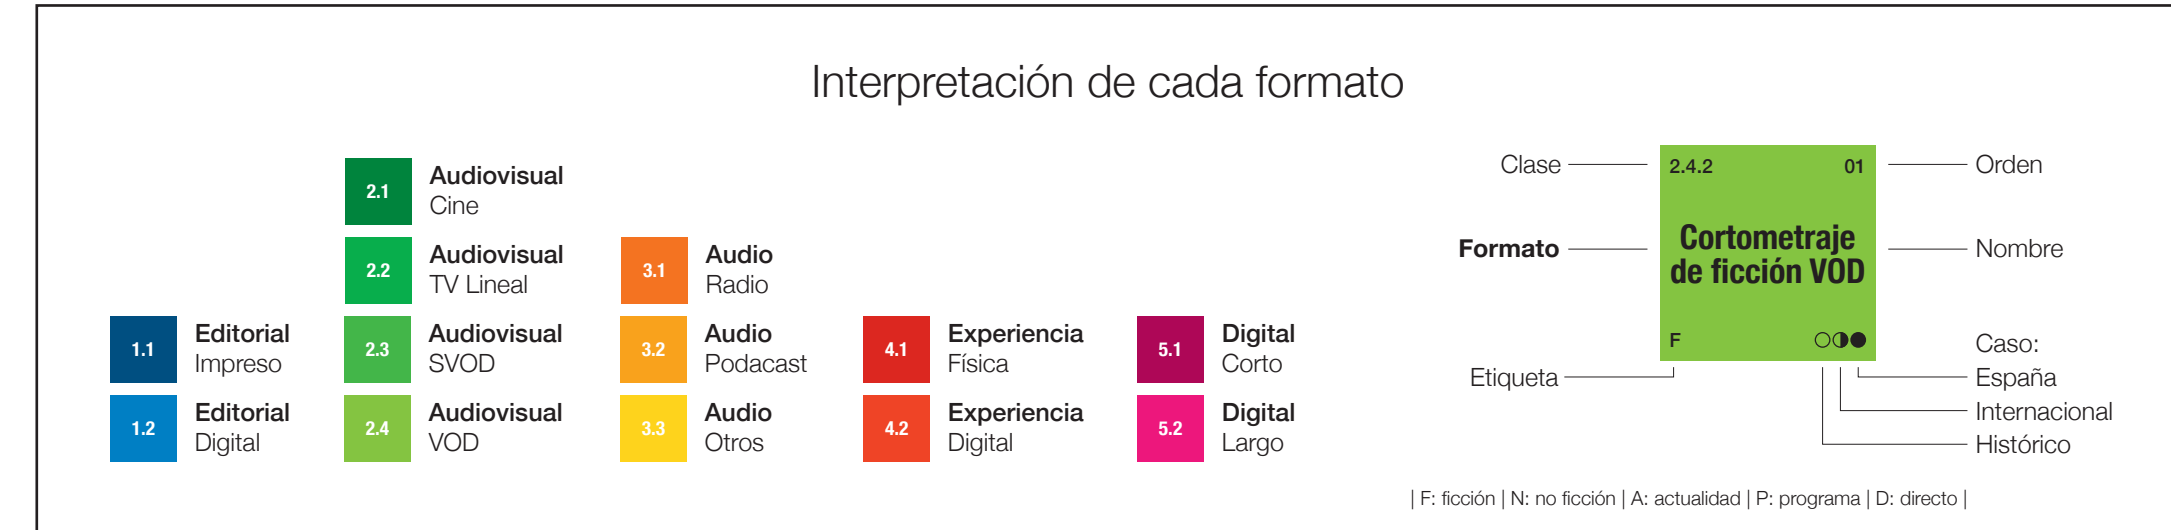 Interpretación de cada formato
1.1
Editorial
Impreso
1.2
Editorial
Digital
2.1
Audiovisual
Cine
2.2
Audiovisual
TV Lineal
2.3
Audiovisual
SVOD
2.4
Audiovisual
VOD
3.1
Audio
Radio
3.2
Audio
Podacast
3.3
Audio
Otros
4.1
Experiencia
Física
4.2
Experiencia
Digital
5.1
Digital
Corto
5.2
Digital
Largo
Clase
Formato
Etiqueta
2.4.2 01
Cortometraje
de ficción VOD
F
Orden
Nombre
Caso:
España
Internacional
Histórico
| F: ficción | N: no ficción | A: actualidad | P: programa | D: directo |